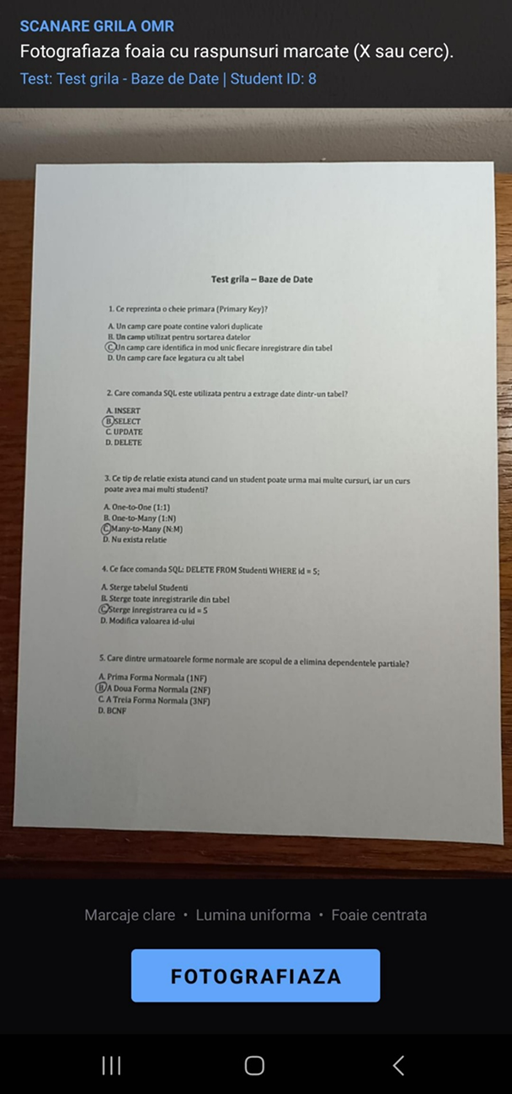 SCANARE GRILA OMR
Fotografiaza foaia cu raspunsuri marcate (X sau cerc).
Test: Test grila - Baze de Date | Student ID: 8
Test grila – Baze de Date
1. Ce reprezinta o cheie primara (Primary Key)?
A. Un camp care poate contine valori duplicate
B. Un camp utilizat pentru sortarea datelor
C. Un camp care identifica in mod unic fiecare inregistrare din tabel
D. Un camp care face legatura cu alt tabel
2. Care comanda SQL este utilizata pentru a extrage date dintr-un tabel?
A. INSERT
B. SELECT
C. UPDATE
D. DELETE
3. Ce tip de relatie exista atunci cand un student poate urma mai multe cursuri, iar un curs
poate avea mai multi studenti?
A. One-to-One (1:1)
B. One-to-Many (1:N)
C. Many-to-Many (N:M)
D. Nu exista relatie
4. Ce face comanda SQL: DELETE FROM Studenti WHERE id = 5;
A. Sterge tabelul Studenti
B. Sterge toate inregistrarile din tabel
C. Sterge inregistrarea cu id = 5
D. Modifica valoarea id-ului
5. Care dintre urmatoarele forme normale are scopul de a elimina dependentele partiale?
A. Prima Forma Normala (1NF)
B. A Doua Forma Normala (2NF)
C. A Treia Forma Normala (3NF)
D. BCNF
Marcaje clare • Lumina uniforma • Foaie centrata
FOTOGRAFIAZA